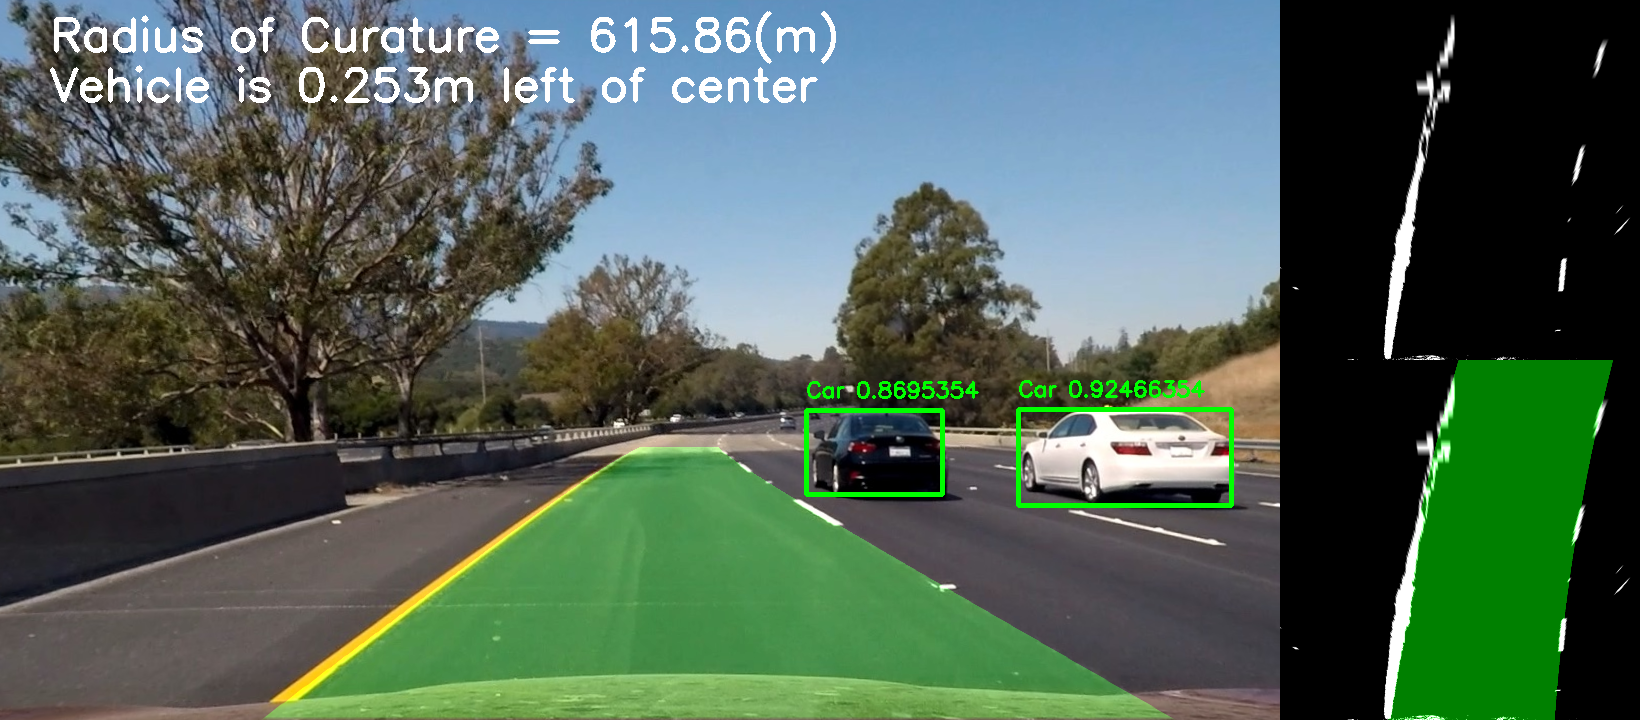 Radius of Curature = 615.86(m)
Vehicle is 0.253m left of center
Car 0.8695354
Car 0.92466354